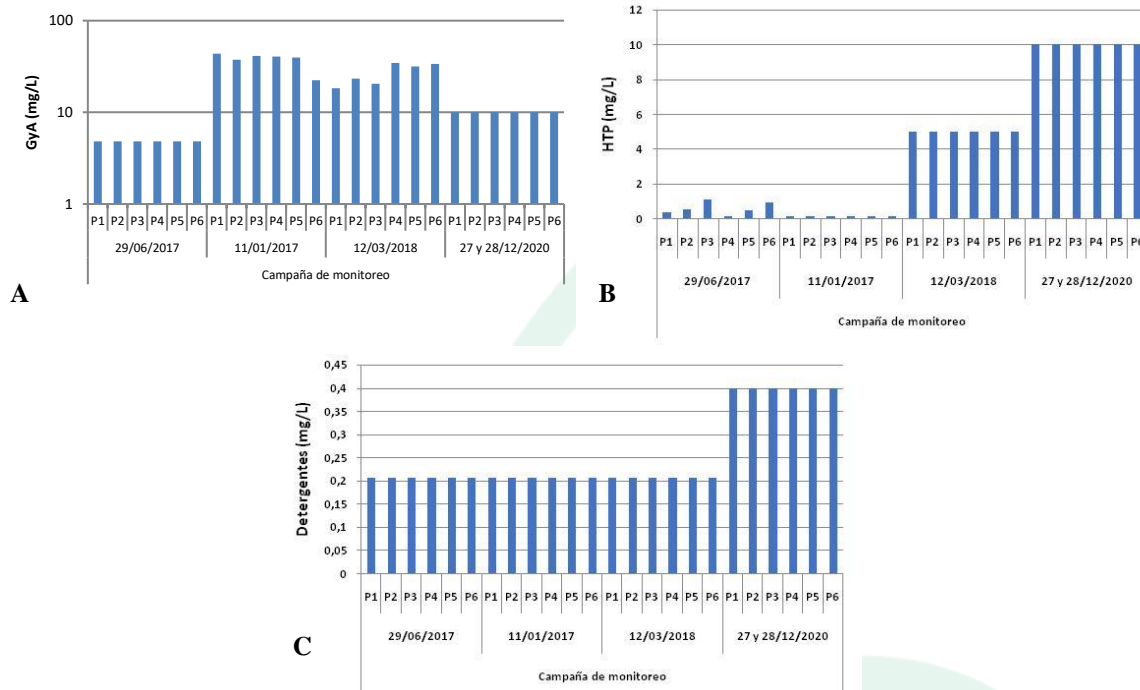 100
10
1
GyA (mg/L)
P1 P2 P3 P4 P5 P6 P1 P2 P3 P4 P5 P6 P1 P2 P3 P4 P5 P6 P1 P2 P3 P4 P5 P6
29/06/2017 11/01/2017 12/03/2018 27 y 28/12/2020
Campaña de monitoreo
A
12
10
8
6
4
2
0
HTP (mg/L)
P1 P2 P3 P4 P5 P6 P1 P2 P3 P4 P5 P6 P1 P2 P3 P4 P5 P6 P1 P2 P3 P4 P5 P6
29/06/2017 11/01/2017 12/03/2018 27 y 28/12/2020
Campaña de monitoreo
B
0,45
0,4
0,35
0,3
0,25
0,2
0,15
0,1
0,05
0
Detergentes (mg/L)
P1 P2 P3 P4 P5 P6 P1 P2 P3 P4 P5 P6 P1 P2 P3 P4 P5 P6 P1 P2 P3 P4 P5 P6
29/06/2017 11/01/2017 12/03/2018 27 y 28/12/2020
Campaña de monitoreo
C